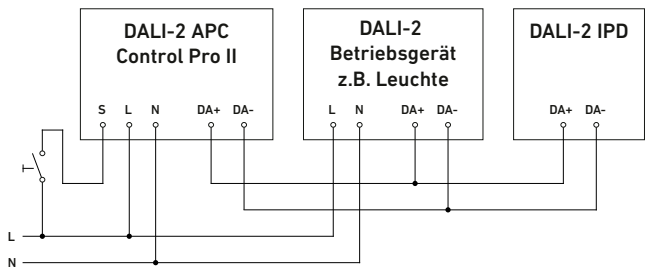 DALI-2 APC
Control Pro II
DALI-2
Betriebsgerät
z.B. Leuchte
DALI-2 IPD
S L N DA+ DA-
L N DA+ DA-
DA+ DA-
L
N